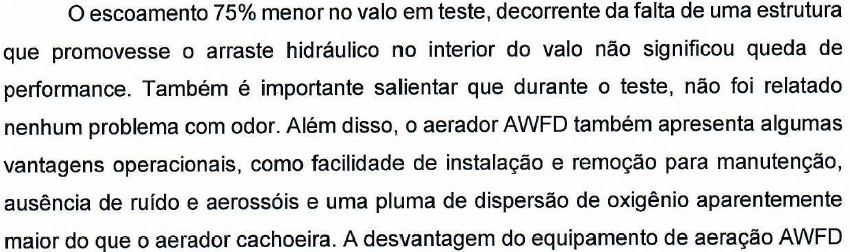 O escoamento 75% menor no valo em teste, decorrente da falta de uma estrutura
que promovesse o arraste hidráulico no interior do valo não significou queda de
performance. Também é importante salientar que durante o teste, não foi relatado
nenhum problema com odor. Além disso, o aerador AWFD também apresenta algumas
vantagens operacionais, como facilidade de instalação e remoção para manutenção,
ausência de ruído e aerossóis e uma pluma de dispersão de oxigênio aparentemente
maior do que o aerador cachoeira. A desvantagem do equipamento de aeração AWFD